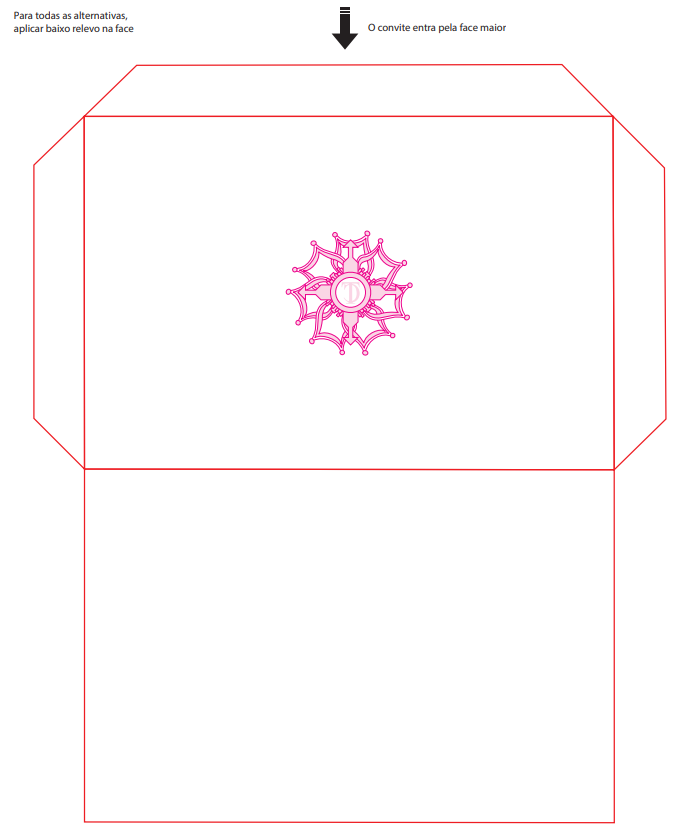 Para todas as alternativas,
aplicar baixo relevo na face
O convite entra pela face maior